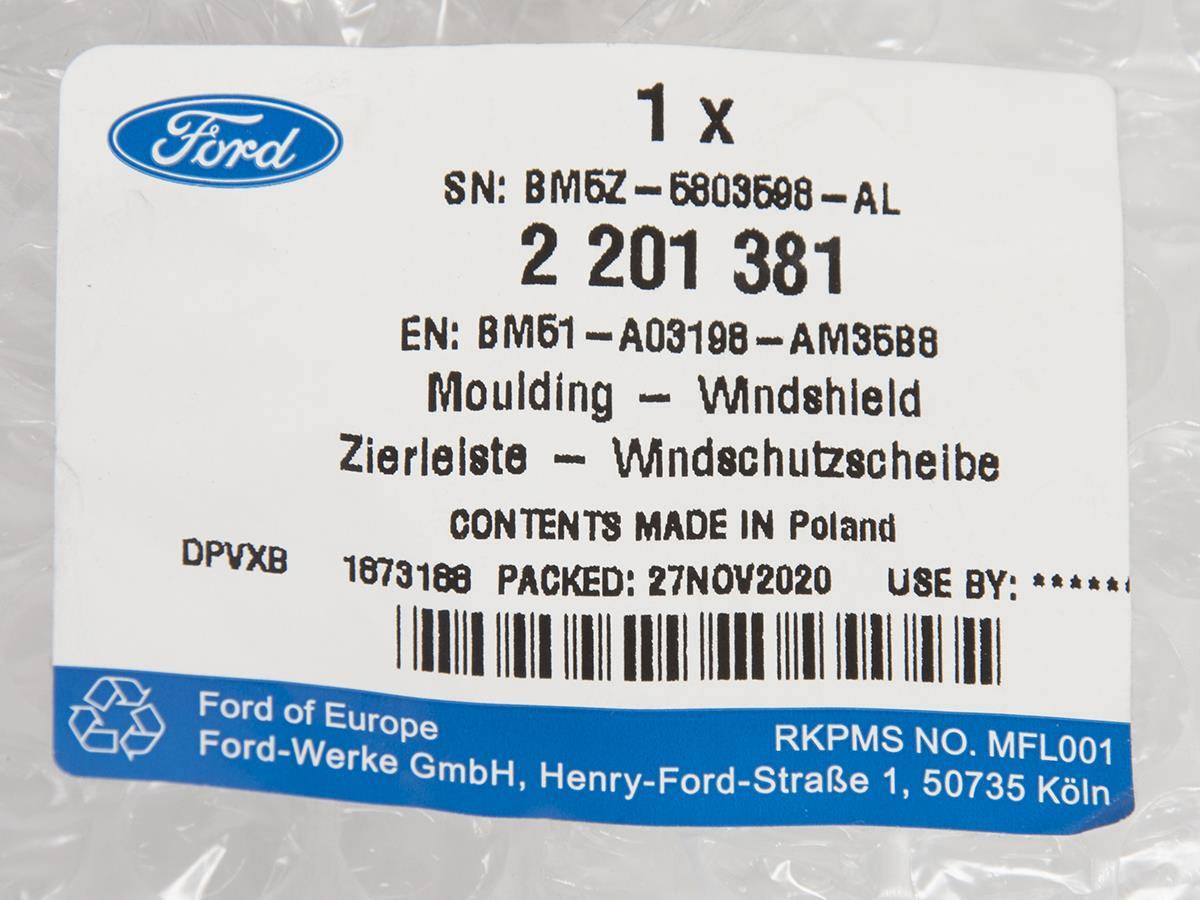 Ford
1 x
SN: BM5Z-5803598-AL
2 201 381
EN: BM51-A03198-AM35B8
Moulding - Windshield
Zierleiste - Windschutzscheibe
CONTENTS MADE IN Poland
DPVXB 1673188 PACKED: 27NOV2020 USE BY: ******
Ford of Europe
RKPMS NO. MFL001
Ford-Werke GmbH, Henry-Ford-Straße 1, 50735 Köln